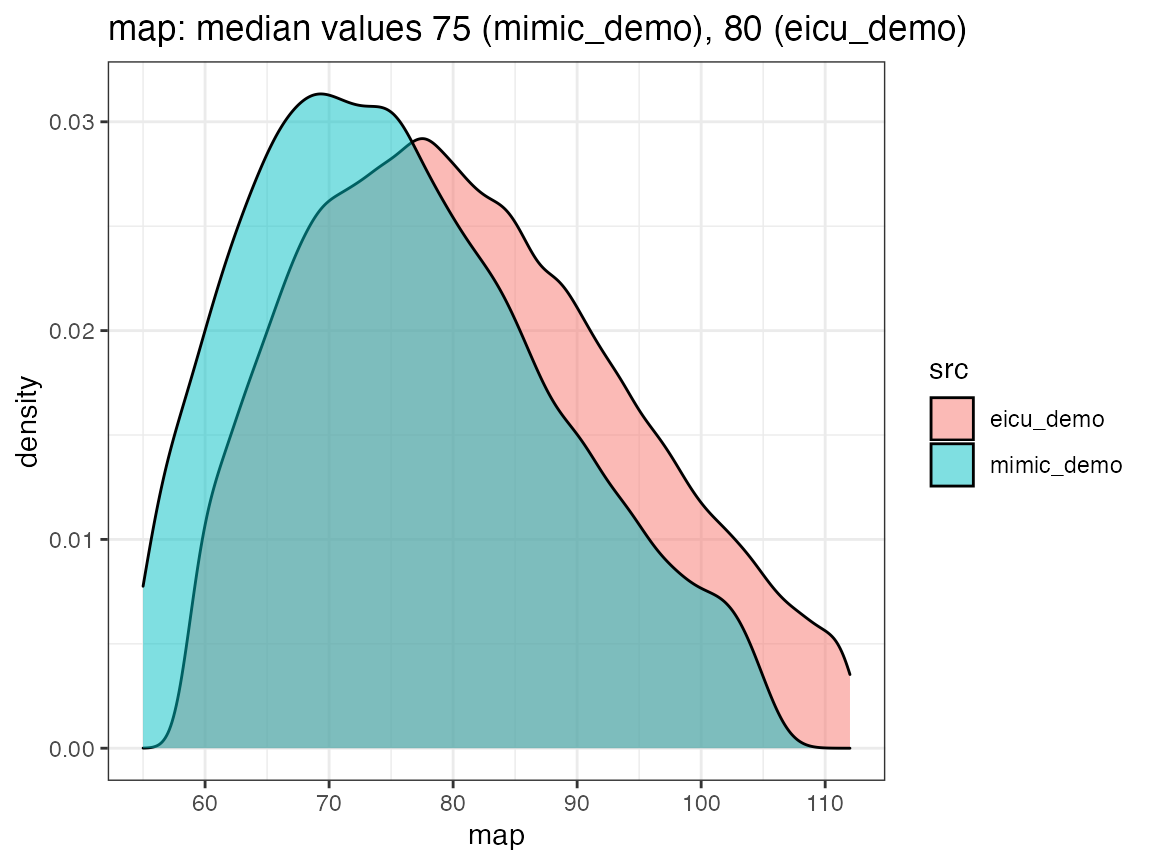 map: median values 75 (mimic_demo), 80 (eicu_demo)
0.03
0.02
0.01
0.00
density
60 70 80 90 100 110
map
src
eicu_demo
mimic_demo